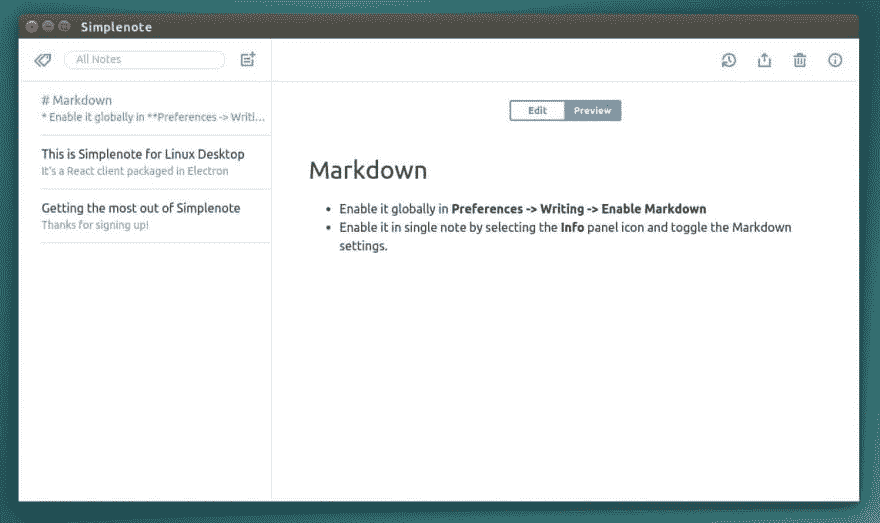 Simplenote
All Notes
# Markdown
* Enable it globally in **Preferences -> Writi...
This is Simplenote for Linux Desktop
It's a React client packaged in Electron
Getting the most out of Simplenote
Thanks for signing up!
Edit
Preview
Markdown
• Enable it globally in Preferences -> Writing -> Enable Markdown
• Enable it in single note by selecting the Info panel icon and toggle the Markdown
settings.